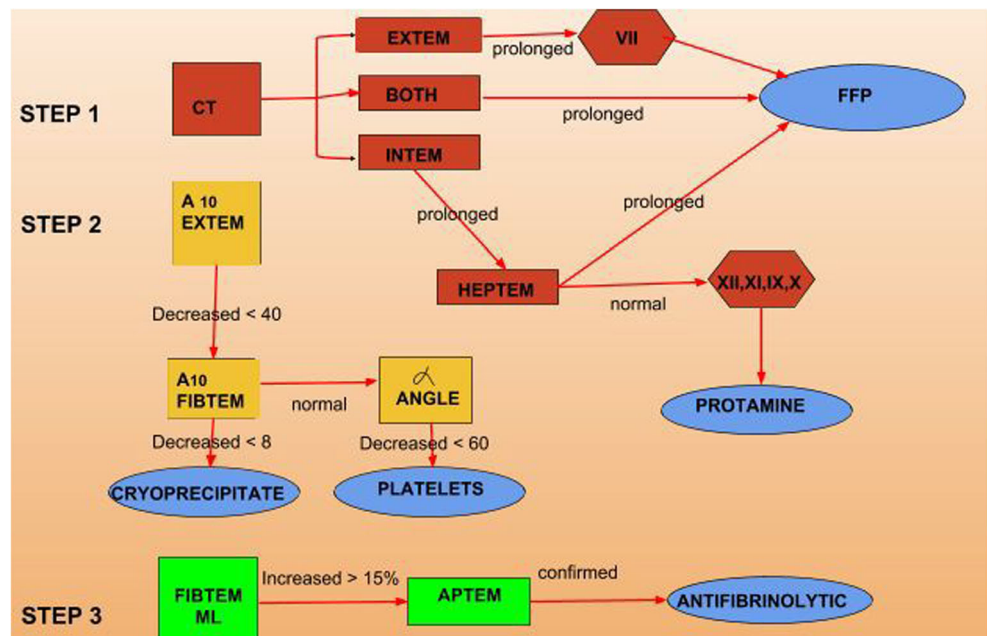 STEP 1
CT
EXTEM
prolonged
VII
BOTH
prolonged
FFP
INTEM
prolonged
prolonged
HEPTEM
normal
XII,XI,IX,X
PROTAMINE
STEP 2
A 10
EXTEM
Decreased < 40
A10
FIBTEM
normal
α
ANGLE
Decreased < 8
Decreased < 60
CRYOPRECIPITATE
PLATELETS
STEP 3
FIBTEM
ML
Increased > 15%
APTEM
confirmed
ANTIFIBRINOLYTIC